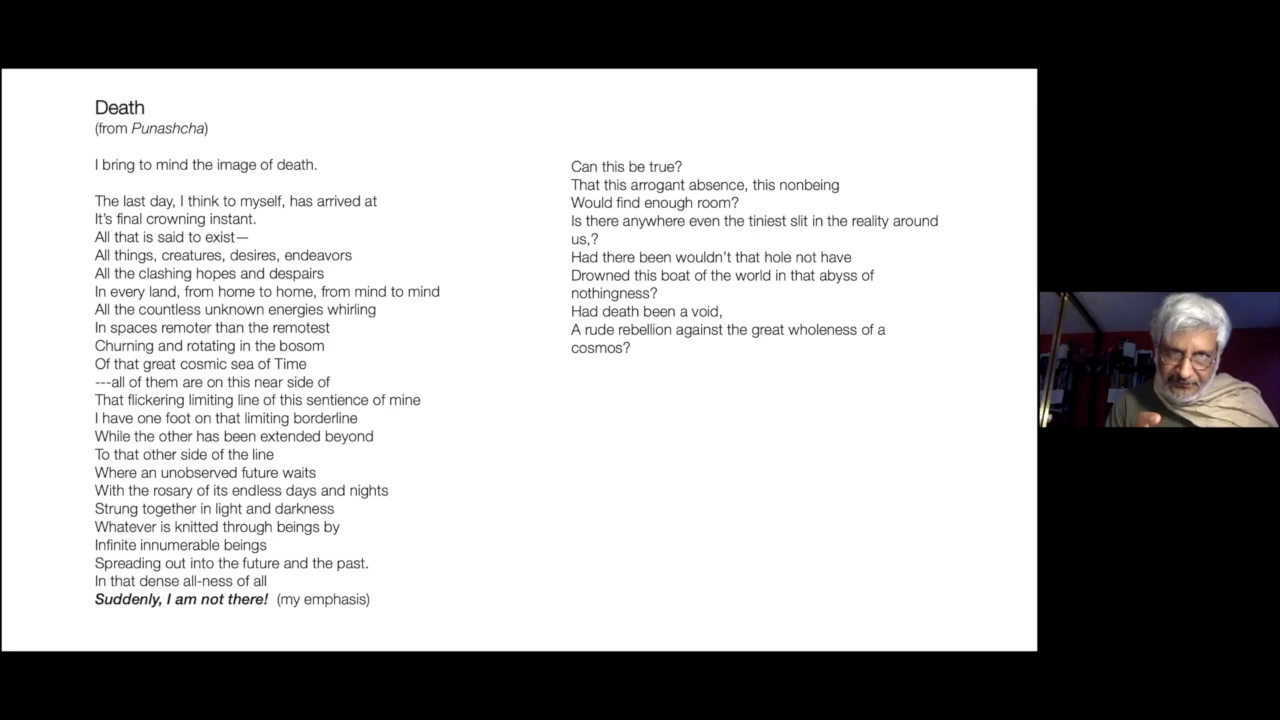 Death
(from Punashcha)
I bring to mind the image of death.
The last day, I think to myself, has arrived at
It's final crowning instant.
All that is said to exist—
All things, creatures, desires, endeavors
All the clashing hopes and despairs
In every land, from home to home, from mind to mind
All the countless unknown energies whirling
In spaces remoter than the remotest
Churning and rotating in the bosom
Of that great cosmic sea of Time
---all of them are on this near side of
That flickering limiting line of this sentience of mine
I have one foot on that limiting borderline
While the other has been extended beyond
To that other side of the line
Where an unobserved future waits
With the rosary of its endless days and nights
Strung together in light and darkness
Whatever is knitted through beings by
Infinite innumerable beings
Spreading out into the future and the past.
In that dense all-ness of all
Suddenly, I am not there! (my emphasis)
Can this be true?
That this arrogant absence, this nonbeing
Would find enough room?
Is there anywhere even the tiniest slit in the reality around
us,?
Had there been wouldn't that hole not have
Drowned this boat of the world in that abyss of
nothingness?
Had death been a void,
A rude rebellion against the great wholeness of a
cosmos?